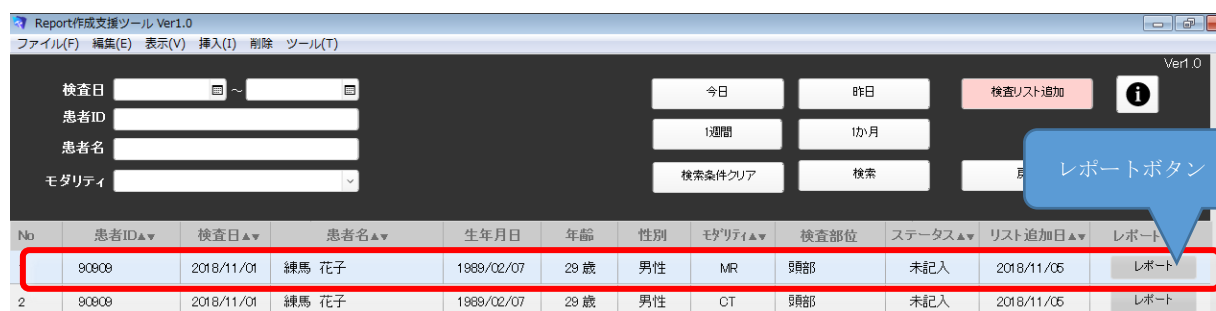 Report作成支援ツール Ver1.0
ファイル(F) 編集(E) 表示(V) 挿入(I) 削除 ツール(T)
Ver1.0
検査日 ～ 今日 昨日 検査リスト追加
患者ID
患者名 1週間 1か月
モダリティ 検索条件クリア 検索
レポートボタン
No 患者ID▲▼ 検査日▲▼ 患者名▲▼ 生年月日 年齢 性別 ﾓﾀﾞﾘﾃｨ▲▼ 検査部位 ステータス▲▼ リスト追加日▲▼ レポート
90909 2018/11/01 練馬 花子 1989/02/07 29 歳 男性 MR 頭部 未記入 2018/11/05 レポート
2 90909 2018/11/01 練馬 花子 1989/02/07 29 歳 男性 CT 頭部 未記入 2018/11/05 レポート